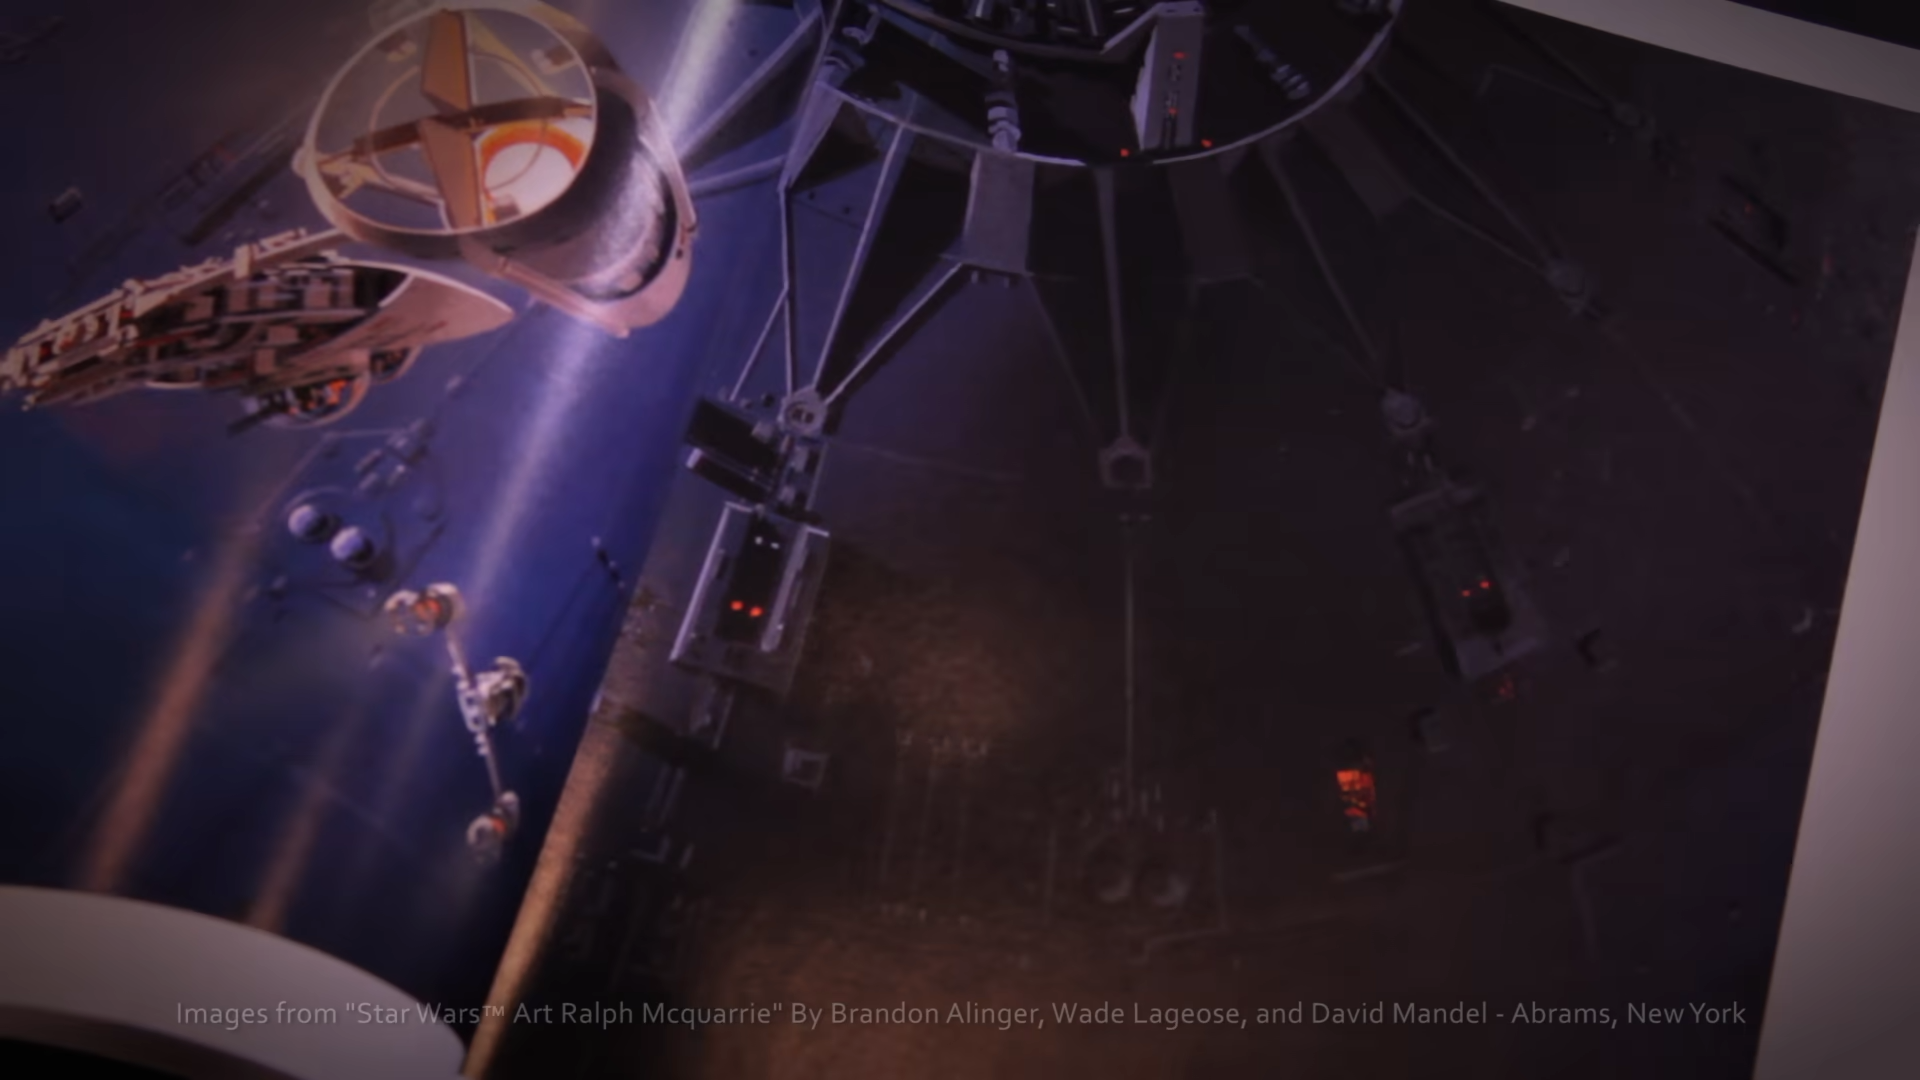 Images from "Star Wars™ Art Ralph Mcquarrie" By Brandon Alinger, Wade Lageose, and David Mandel - Abrams, New York